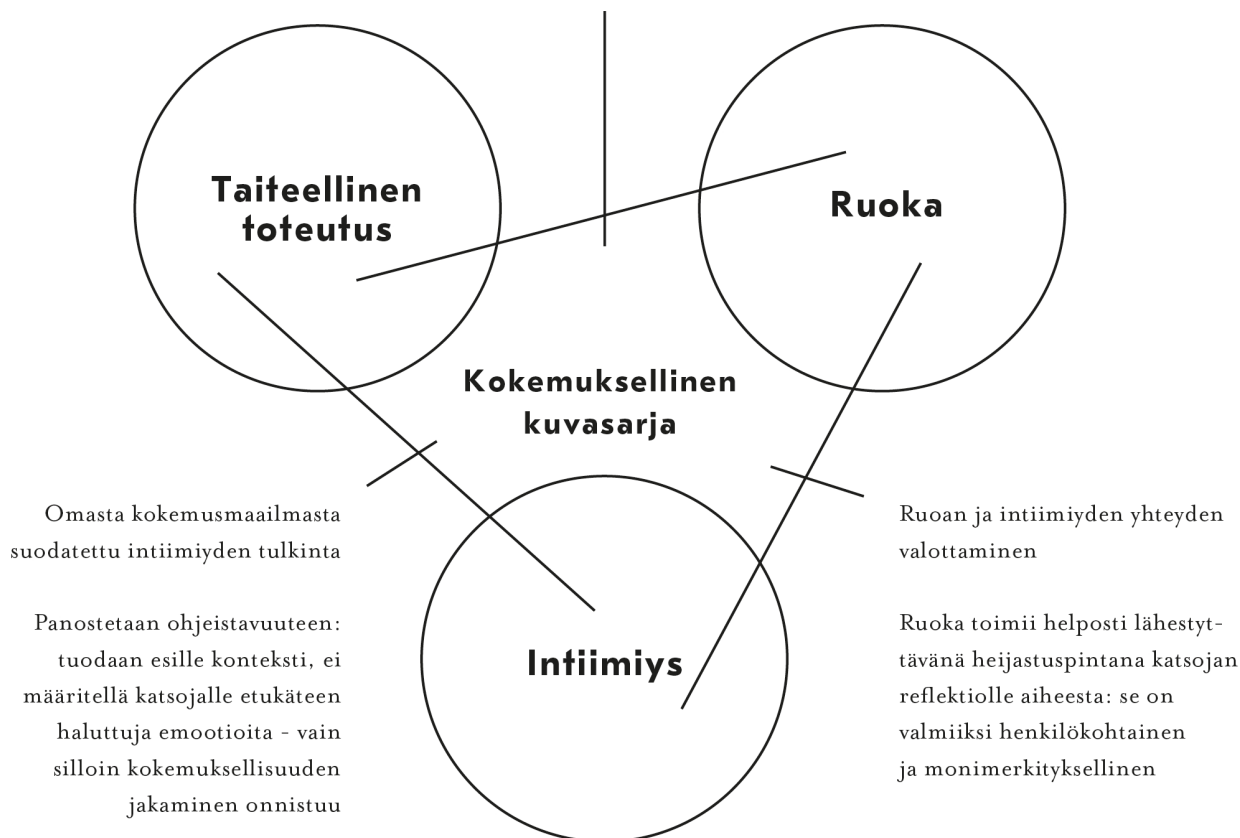 Taiteellinen
toteutus
Ruoka
Kokemuksellinen
kuvasarja
Omasta kokemusmaailmasta
suodatettu intiimiyden tulkinta
Panostetaan ohjeistavuuteen:
tuodaan esille konteksti, ei
määritellä katsojalle etukäteen
haluttuja emootioita - vain
silloin kokemuksellisuuden
jakaminen onnistuu
Intiimiys
Ruoan ja intiimiyden yhteyden
valottaminen
Ruoka toimii helposti lähestyt-
tävänä heijastuspintana katsojan
reflektiolle aiheesta: se on
valmiiksi henkilökohtainen
ja monimerkityksellinen